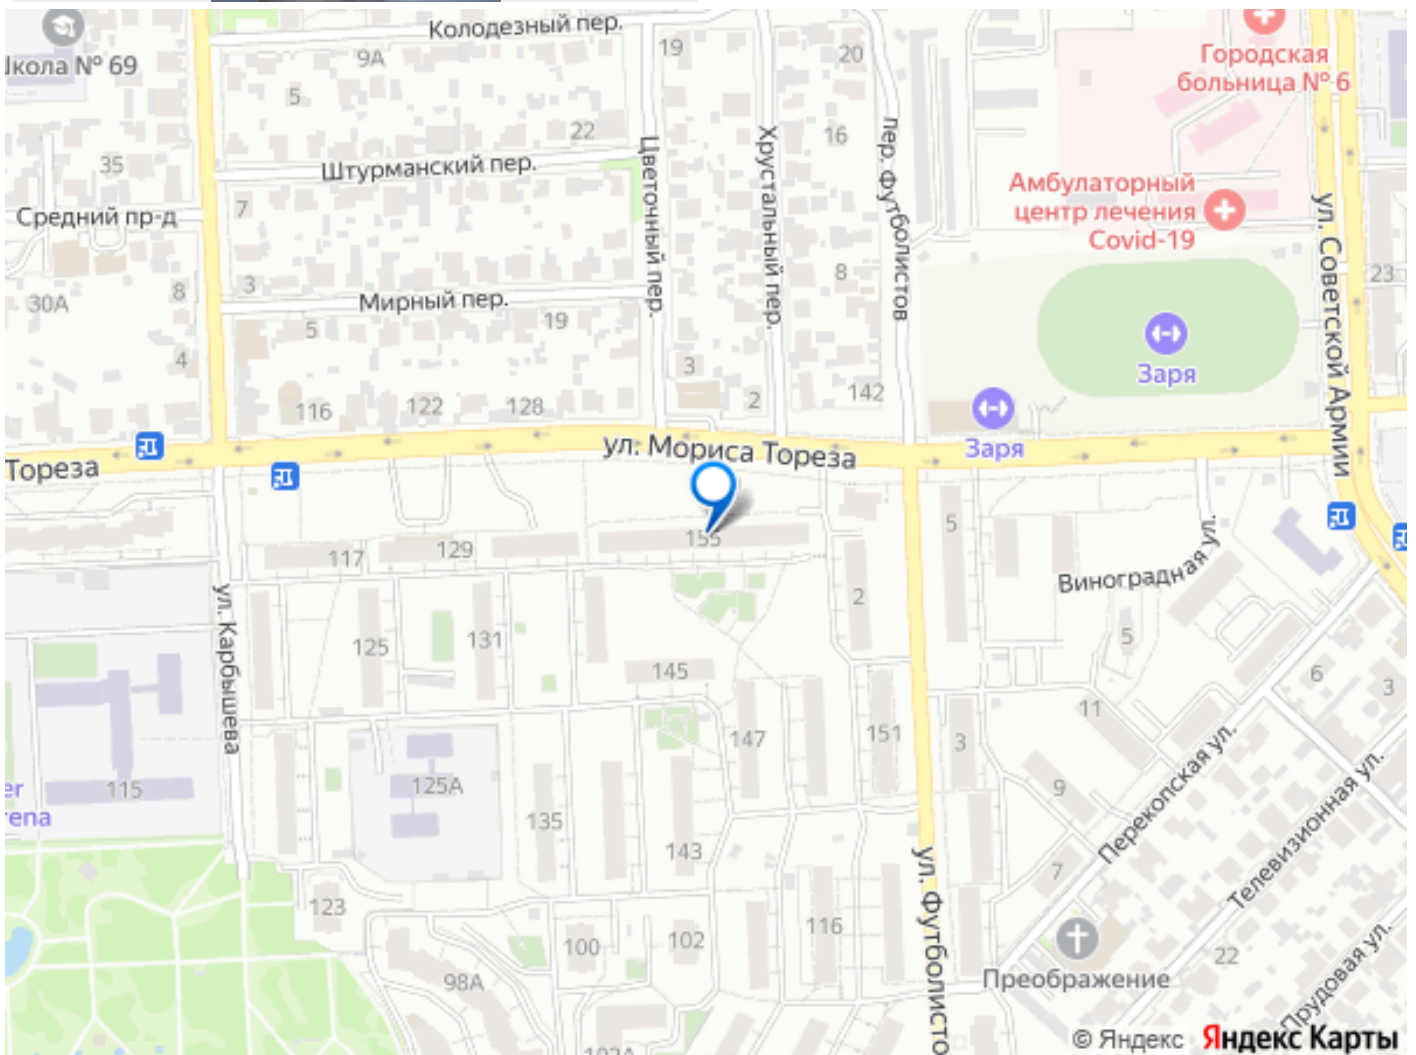 Колодезный пер.
19
20
Городская
больница № 6
9А
кола № 69
5
22
16
Цветочный пер.
Хрустальный пер.
пер. Футболистов
35
Штурманский пер.
Амбулаторный
центр лечения
Covid-19
ул. Советской Армии
7
Средний пр-д
23
8
3
8
30А
Мирный пер.
19
5
Заря
4
3
116
122
128
2
142
Заря
ул. Мориса Тореза
Тореза
5
155
117
129
Виноградная ул.
ул. Карбышева
2
5
125
131
145
6
3
11
147
151
3
115
125А
9
er
rena
135
143
Перекопская ул.
Телевизионная ул.
7
ул. Футболисто
123
116
100
102
22
98А
Преображение
Прудовая ул.
102А
© Яндекс Яндекс Карты